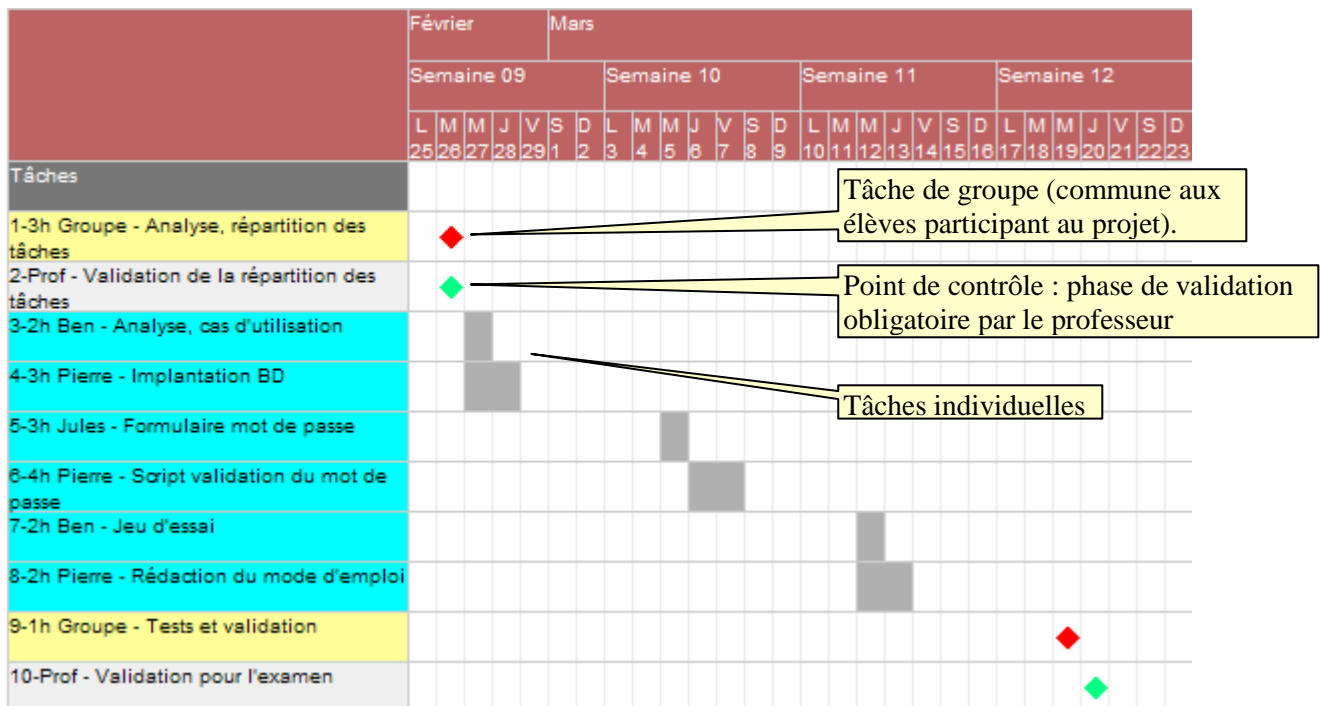 Février Mars
Semaine 09 Semaine 10 Semaine 11 Semaine 12
L M M J V S D L M M J V S D L M M J V S D L M M J V S D
25 26 27 28 29 1 2 3 4 5 6 7 8 9 10 11 12 13 14 15 16 17 18 19 20 21 22 23
Tâches
Tâche de groupe (commune aux
élèves participant au projet).
1-3h Groupe - Analyse, répartition des
tâches
2-Prof - Validation de la répartition des
tâches
Point de contrôle : phase de validation
obligatoire par le professeur
3-2h Ben - Analyse, cas d'utilisation
4-3h Pierre - Implantation BD
Tâches individuelles
5-3h Jules - Formulaire mot de passe
6-4h Pierre - Script validation du mot de
passe
7-2h Ben - Jeu d'essai
8-2h Pierre - Rédaction du mode d'emploi
9-1h Groupe - Tests et validation
10-Prof - Validation pour l'examen